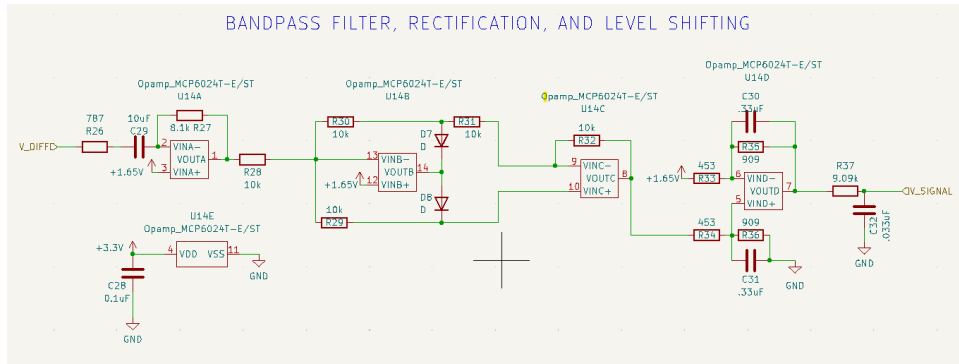 BANDPASS FILTER, RECTIFICATION, AND LEVEL SHIFTING
Opamp_MCP6024T-E/ST
U14A
787
R26
10uF
C29
8.1k R27
V_DIFF
2 VINA-
VOUTA 1
3 VINA+
+1.65V
R28
10k
Opamp_MCP6024T-E/ST
U14B
R30
10k
13 VINB-
VOUTB 14
12 VINB+
+1.65V
D7
D
D8
D
R31
10k
10k
R29
Opamp_MCP6024T-E/ST
U14C
10k
R32
9 VINC-
VOUTC 8
10 VINC+
Opamp_MCP6024T-E/ST
U14D
C30
.33uF
R35
909
453
R33
+1.65V
6 VIND-
VOUTD 7
5 VIND+
453
R34
909
R36
C31
.33uF
GND
R37
9.09k
V_SIGNAL
C32
.033uF
GND
U14E
Opamp_MCP6024T-E/ST
+3.3V
4 VDD VSS 11
GND
C28
0.1uF
GND